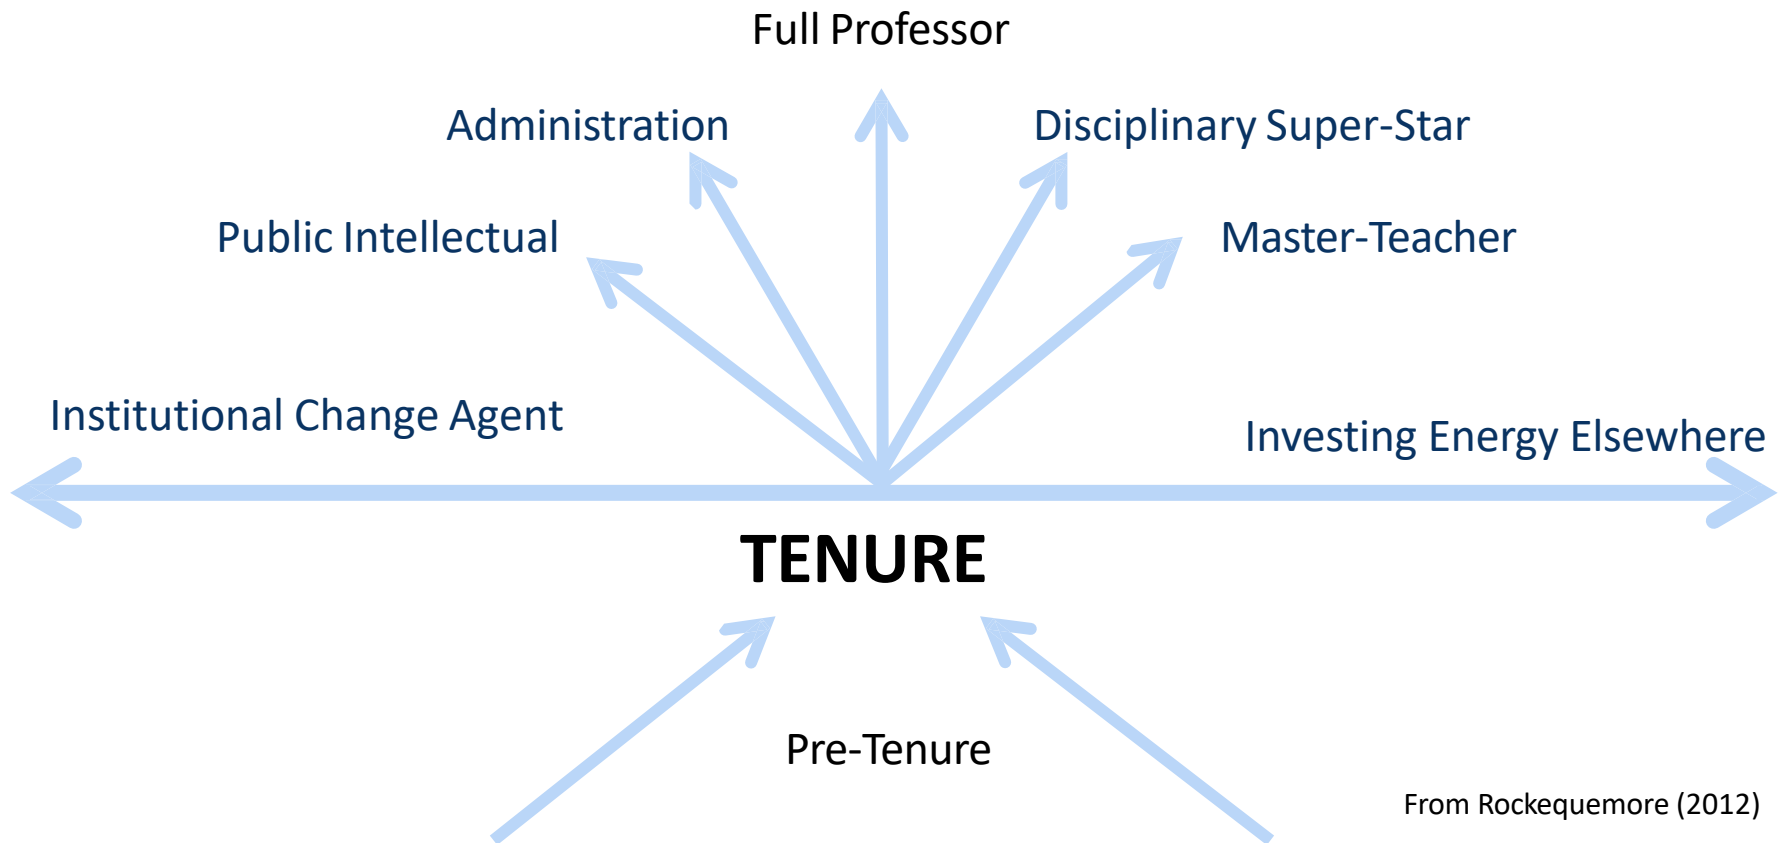 Full Professor
Administration
Disciplinary Super-Star
Public Intellectual
Master-Teacher
Institutional Change Agent
Investing Energy Elsewhere
TENURE
Pre-Tenure
From Rockequemore (2012)